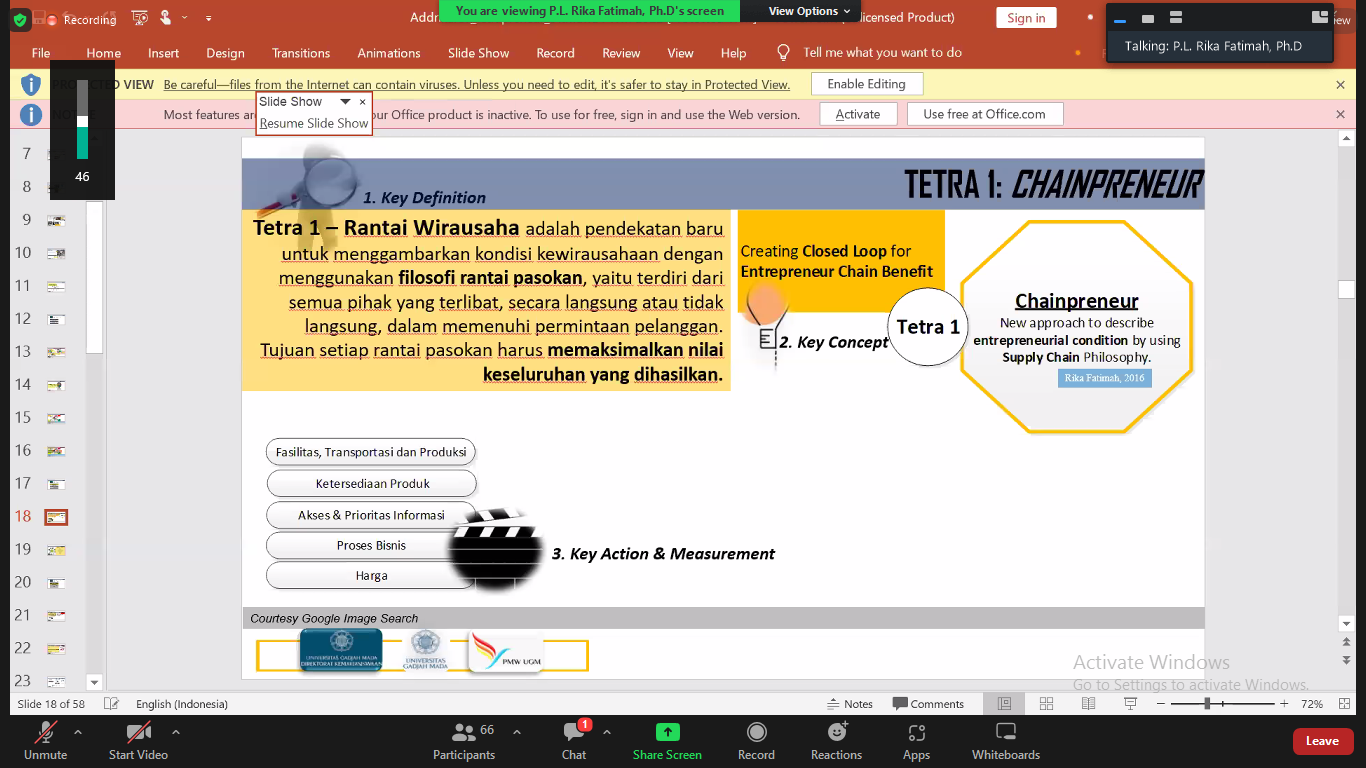 Recording
You are viewing P.L. Rika Fatimah, Ph.D's screen
View Options
Sign in
Talking: P.L. Rika Fatimah, Ph.D
File Home Insert Design Transitions Animations Slide Show Record Review View Help Tell me what you want to do
VIEW Be careful—files from the Internet can contain viruses. Unless you need to edit, it's safer to stay in Protected View. Enable Editing
Slide Show
Resume Slide Show
Most features are your Office product is inactive. To use for free, sign in and use the Web version. Activate Use free at Office.com
46
7
8
9
10
11
12
13
14
15
16
17
18
19
20
21
22
23
TETRA 1: CHAINPRENEUR
1. Key Definition
Tetra 1 – Rantai Wirausaha adalah pendekatan baru
untuk menggambarkan kondisi kewirausahaan dengan
menggunakan filosofi rantai pasokan, yaitu terdiri dari
semua pihak yang terlibat, secara langsung atau tidak
langsung, dalam memenuhi permintaan pelanggan.
Tujuan setiap rantai pasokan harus memaksimalkan nilai
keseluruhan yang dihasilkan.
Creating Closed Loop for
Entrepreneur Chain Benefit
2. Key Concept
Tetra 1
Chainpreneur
New approach to describe
entrepreneurial condition by using
Supply Chain Philosophy.
Rika Fatimah, 2016
Fasilitas, Transportasi dan Produksi
Ketersediaan Produk
Akses & Prioritas Informasi
Proses Bisnis
Harga
3. Key Action & Measurement
Courtesy Google Image Search
UNIVERSITAS GADJAH MADA
DIREKTORAT KEMAHASISWAAN
UNIVERSITAS
GADJAH MADA
PMW UGM
Activate Windows
Go to Settings to activate Windows.
Slide 18 of 58 English (Indonesia) Notes Comments 72%
Unmute Start Video Participants 66 Chat 1 Share Screen Record Reactions Apps Whiteboards Leave